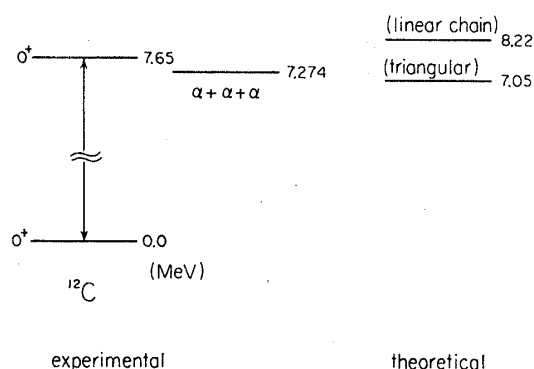 (linear chain)
8.22
0⁺ 7.65
7.274
(triangular)
7.05
α + α + α
0⁺ 0.0
(MeV)
¹²C
experimental
theoretical